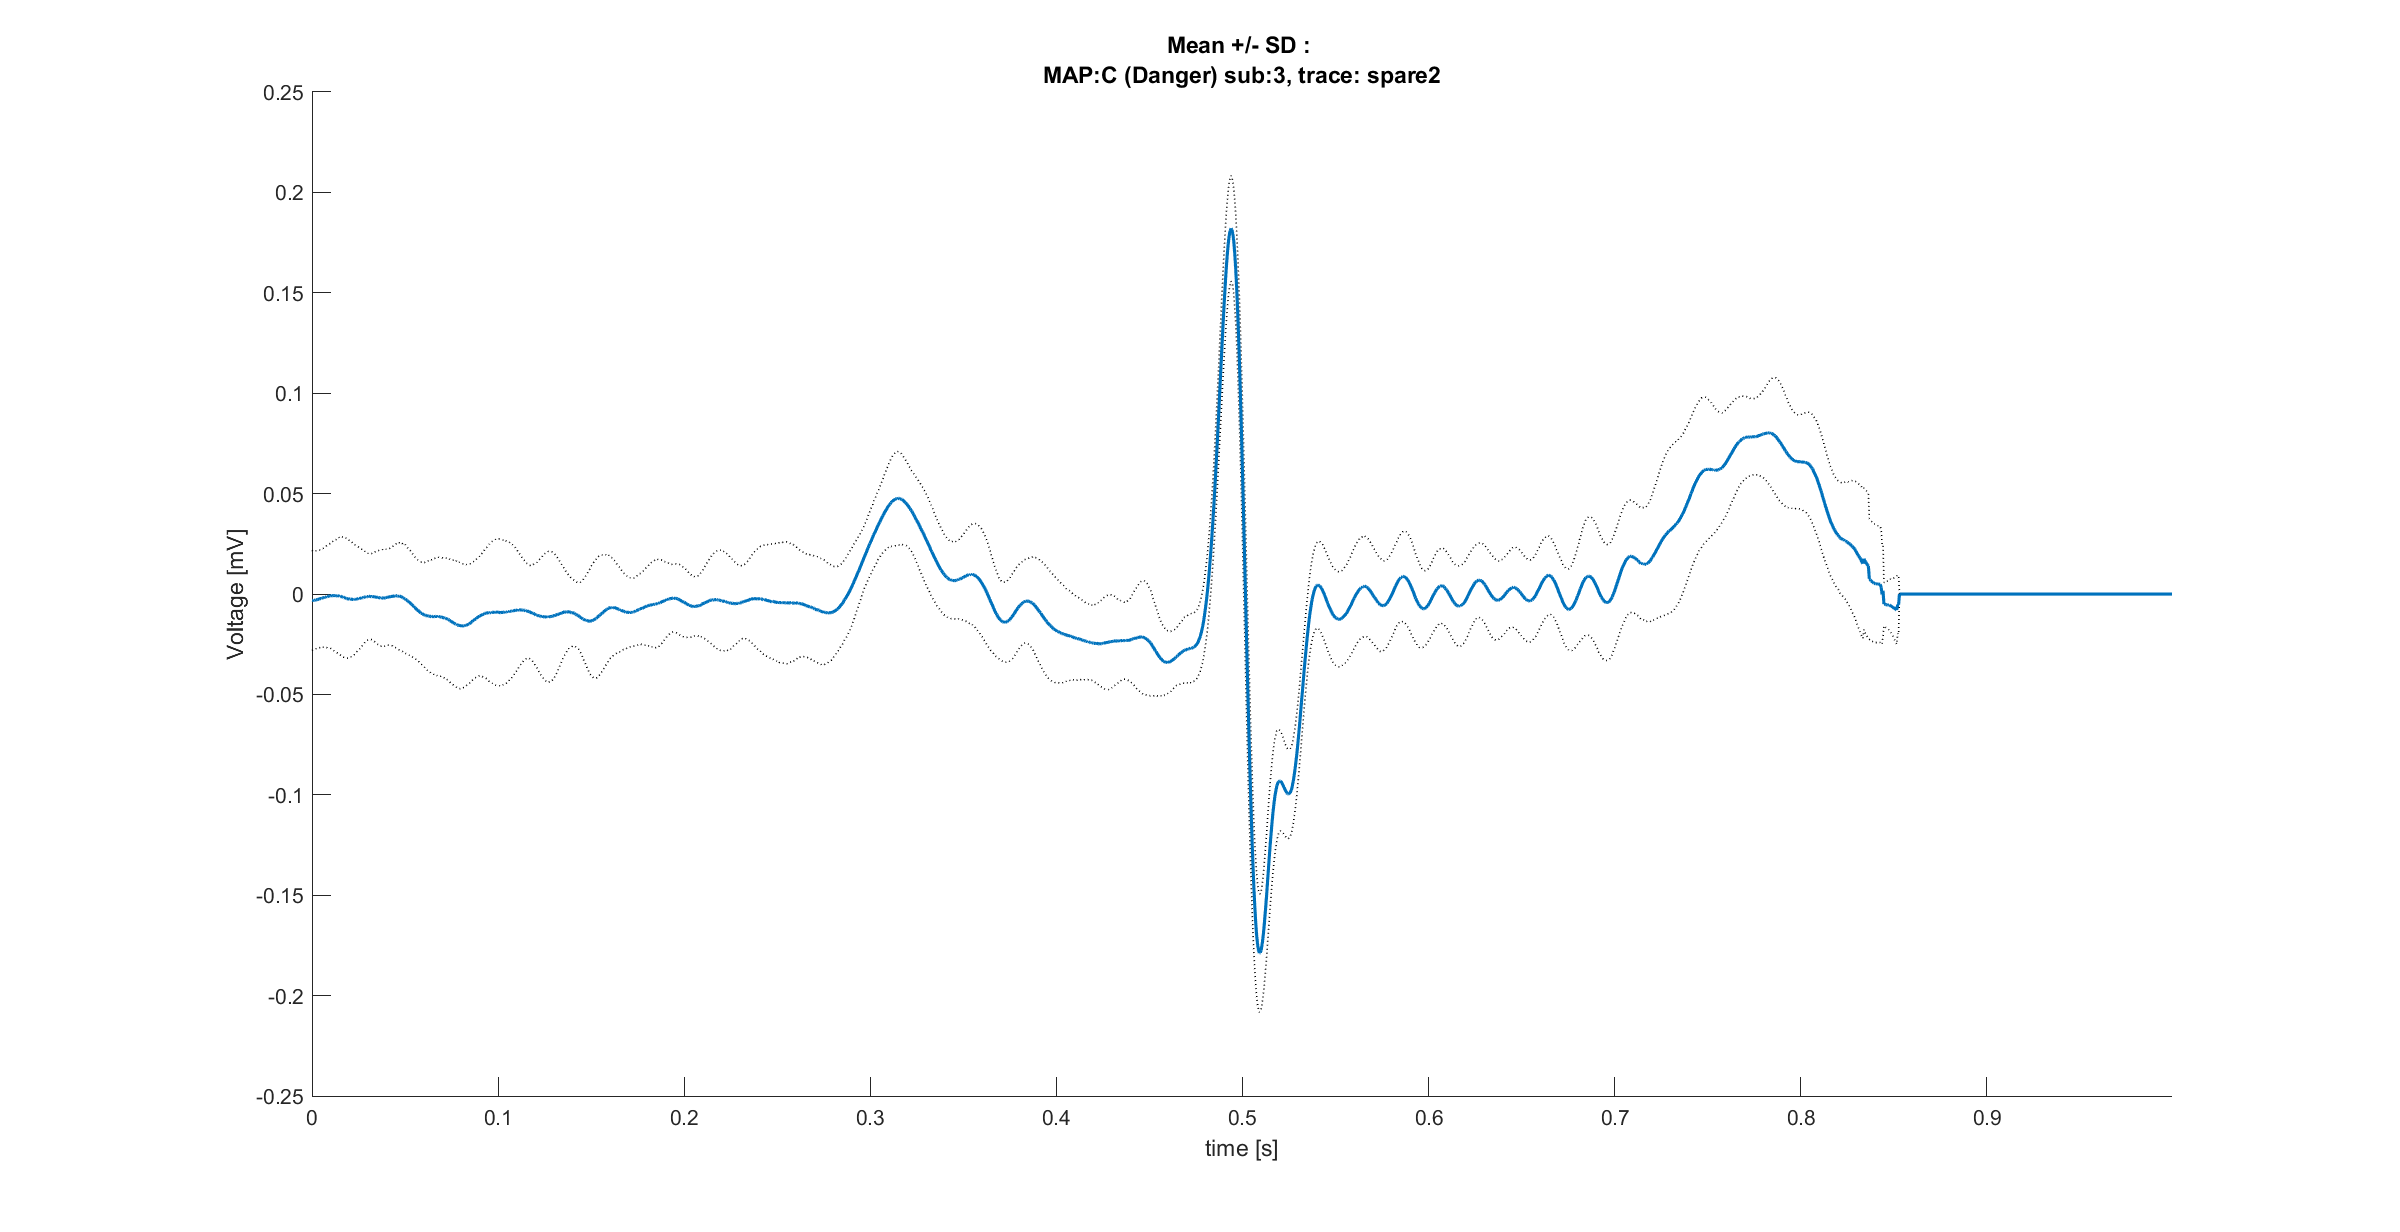 Mean +/- SD :
MAP:C (Danger) sub:3, trace: spare2
0.25
0.2
0.15
0.1
0.05
0
-0.05
-0.1
-0.15
-0.2
-0.25
Voltage [mV]
0 0.1 0.2 0.3 0.4 0.5 0.6 0.7 0.8 0.9
time [s]